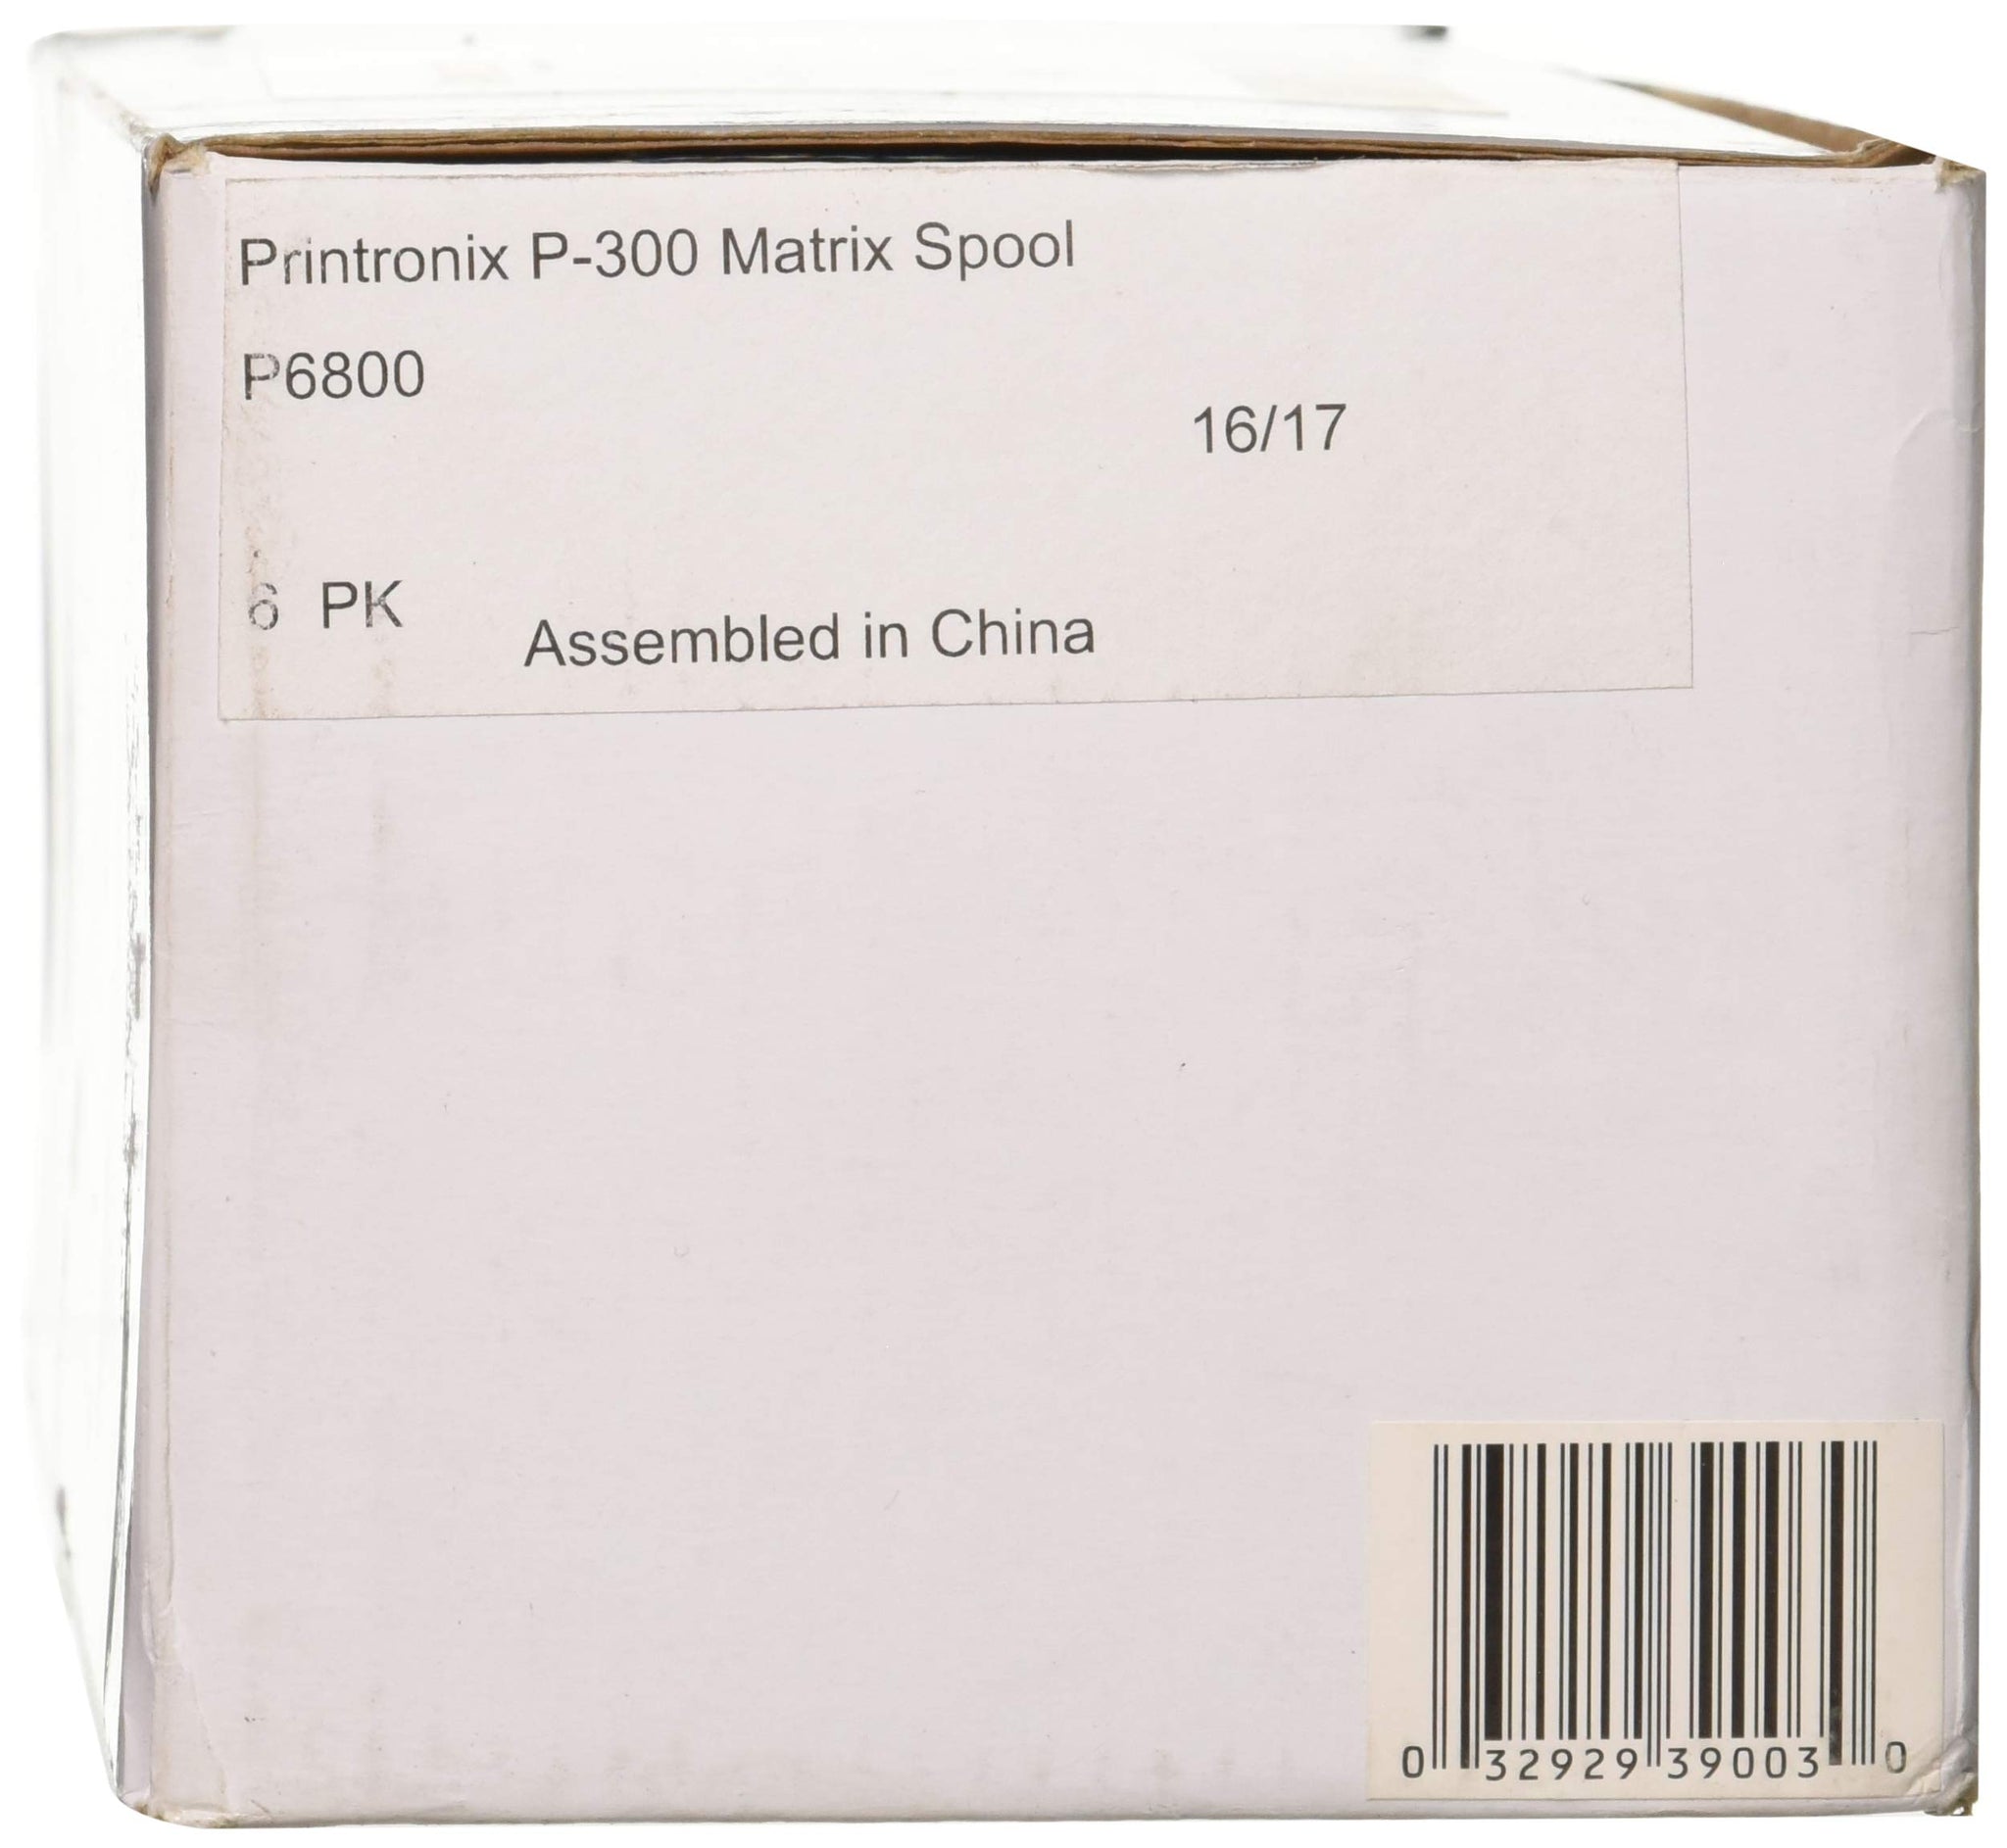 Printronix P-300 Matrix Spool
P6800
16/17
6 PK
Assembled in China
0 32929 39003 0